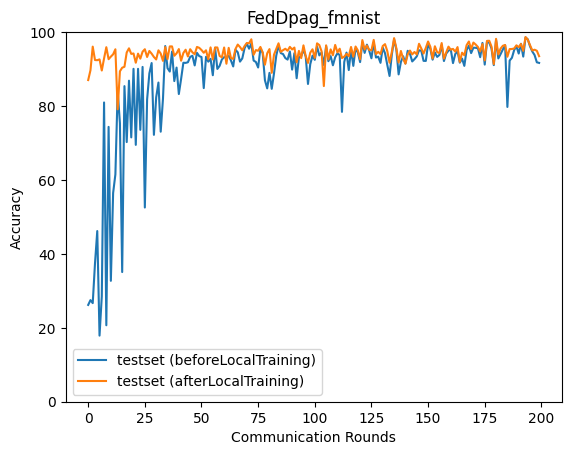 FedDpag_fmnist
100
80
60
40
20
0
Accuracy
testset (beforeLocalTraining)
testset (afterLocalTraining)
0 25 50 75 100 125 150 175 200
Communication Rounds